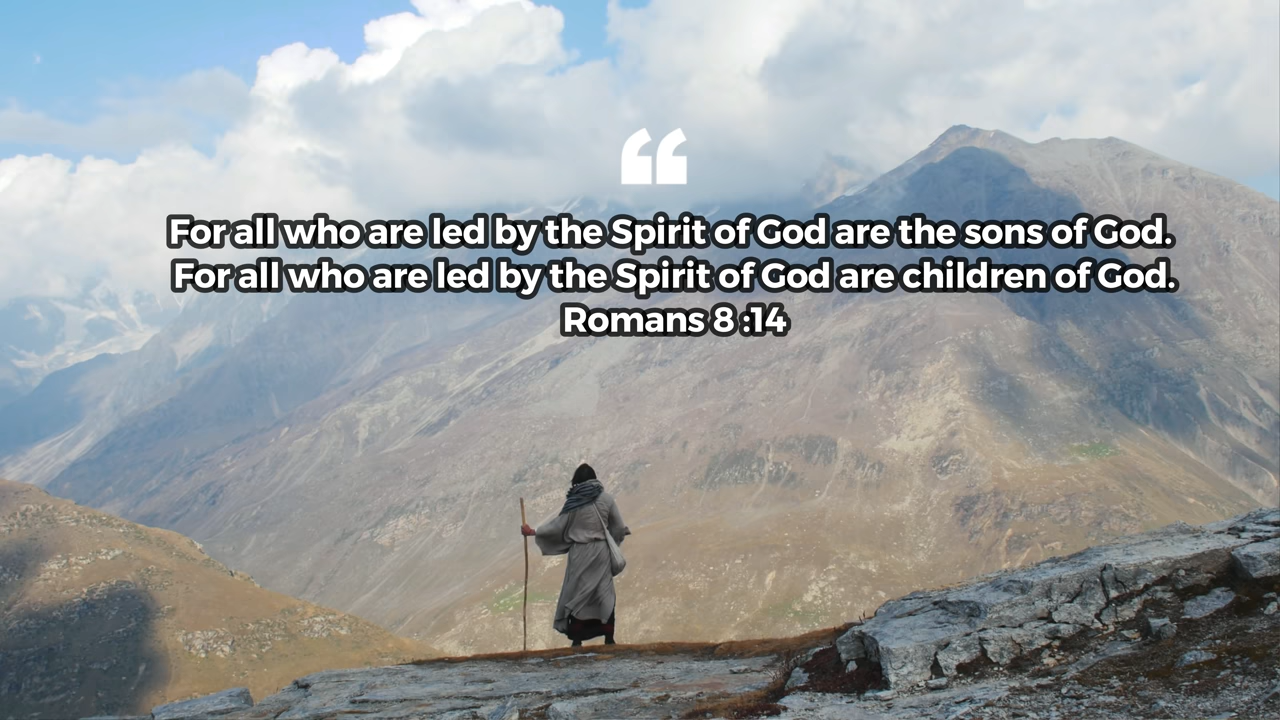 “
For all who are led by the Spirit of God are the sons of God.
For all who are led by the Spirit of God are children of God.
Romans 8 :14